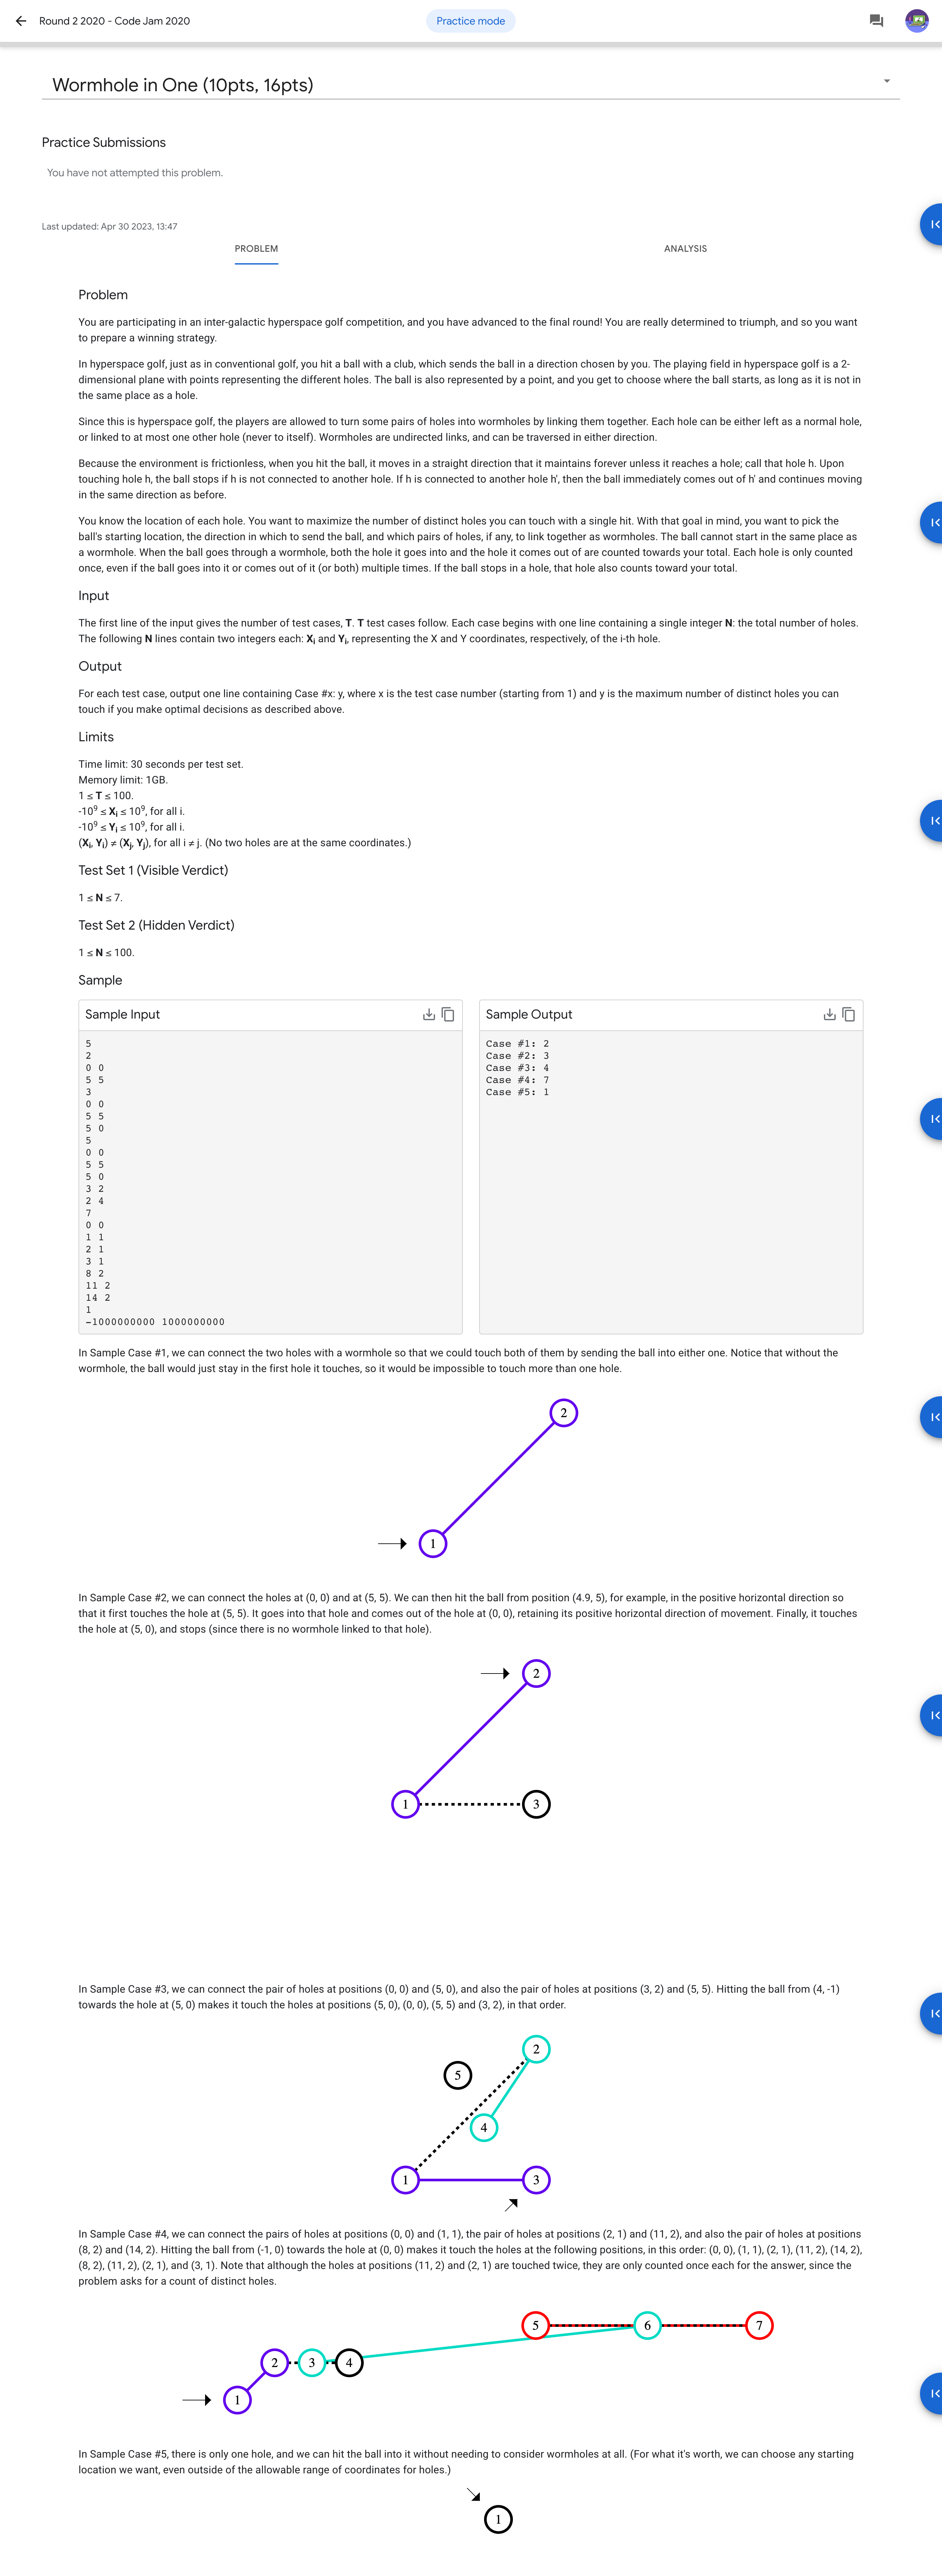 Round 2 2020 - Code Jam 2020
Practice mode
Wormhole in One (10pts, 16pts)
Practice Submissions
You have not attempted this problem.
Last updated: Apr 30 2023, 13:47
PROBLEM
ANALYSIS
Problem
You are participating in an inter-galactic hyperspace golf competition, and you have advanced to the final round! You are really determined to triumph, and so you want
to prepare a winning strategy.
In hyperspace golf, just as in conventional golf, you hit a ball with a club, which sends the ball in a direction chosen by you. The playing field in hyperspace golf is a 2-
dimensional plane with points representing the different holes. The ball is also represented by a point, and you get to choose where the ball starts, as long as it is not in
the same place as a hole.
Since this is hyperspace golf, the players are allowed to turn some pairs of holes into wormholes by linking them together. Each hole can be either left as a normal hole,
or linked to at most one other hole (never to itself). Wormholes are undirected links, and can be traversed in either direction.
Because the environment is frictionless, when you hit the ball, it moves in a straight direction that it maintains forever unless it reaches a hole; call that hole h. Upon
touching hole h, the ball stops if h is not connected to another hole. If h is connected to another hole h', then the ball immediately comes out of h' and continues moving
in the same direction as before.
You know the location of each hole. You want to maximize the number of distinct holes you can touch with a single hit. With that goal in mind, you want to pick the
ball's starting location, the direction in which to send the ball, and which pairs of holes, if any, to link together as wormholes. The ball cannot start in the same place as
a wormhole. When the ball goes through a wormhole, both the hole it goes into and the hole it comes out of are counted towards your total. Each hole is only counted
once, even if the ball goes into it or comes out of it (or both) multiple times. If the ball stops in a hole, that hole also counts toward your total.
Input
The first line of the input gives the number of test cases, T. T test cases follow. Each case begins with one line containing a single integer N: the total number of holes.
The following N lines contain two integers each: Xi and Yi, representing the X and Y coordinates, respectively, of the i-th hole.
Output
For each test case, output one line containing Case #x: y, where x is the test case number (starting from 1) and y is the maximum number of distinct holes you can
touch if you make optimal decisions as described above.
Limits
Time limit: 30 seconds per test set.
Memory limit: 1GB.
1 ≤ T ≤ 100.
-10⁹ ≤ Xi ≤ 10⁹, for all i.
-10⁹ ≤ Yi ≤ 10⁹, for all i.
(Xi, Yi) ≠ (Xj, Yj), for all i ≠ j. (No two holes are at the same coordinates.)
Test Set 1 (Visible Verdict)
1 ≤ N ≤ 7.
Test Set 2 (Hidden Verdict)
1 ≤ N ≤ 100.
Sample
Sample Input
5
2
0 0
5 5
3
0 0
5 5
5 0
5
0 0
5 5
5 0
3 2
2 4
7
0 0
1 1
2 1
3 1
8 2
11 2
14 2
1
-1000000000 1000000000
Sample Output
Case #1: 2
Case #2: 3
Case #3: 4
Case #4: 7
Case #5: 1
In Sample Case #1, we can connect the two holes with a wormhole so that we could touch both of them by sending the ball into either one. Notice that without the
wormhole, the ball would just stay in the first hole it touches, so it would be impossible to touch more than one hole.
2
1
In Sample Case #2, we can connect the holes at (0, 0) and at (5, 5). We can then hit the ball from position (4.9, 5), for example, in the positive horizontal direction so
that it first touches the hole at (5, 5). It goes into that hole and comes out of the hole at (0, 0), retaining its positive horizontal direction of movement. Finally, it touches
the hole at (5, 0), and stops (since there is no wormhole linked to that hole).
2
1 3
In Sample Case #3, we can connect the pair of holes at positions (0, 0) and (5, 0), and also the pair of holes at positions (3, 2) and (5, 5). Hitting the ball from (4, -1)
towards the hole at (5, 0) makes it touch the holes at positions (5, 0), (0, 0), (5, 5) and (3, 2), in that order.
2
5
4
1 3
In Sample Case #4, we can connect the pairs of holes at positions (0, 0) and (1, 1), the pair of holes at positions (2, 1) and (11, 2), and also the pair of holes at positions
(8, 2) and (14, 2). Hitting the ball from (-1, 0) towards the hole at (0, 0) makes it touch the holes at the following positions, in this order: (0, 0), (1, 1), (2, 1), (11, 2), (14, 2),
(8, 2), (11, 2), (2, 1), and (3, 1). Note that although the holes at positions (11, 2) and (2, 1) are touched twice, they are only counted once each for the answer, since the
problem asks for a count of distinct holes.
5 6 7
2 3 4
1
In Sample Case #5, there is only one hole, and we can hit the ball into it without needing to consider wormholes at all. (For what it's worth, we can choose any starting
location we want, even outside of the allowable range of coordinates for holes.)
1